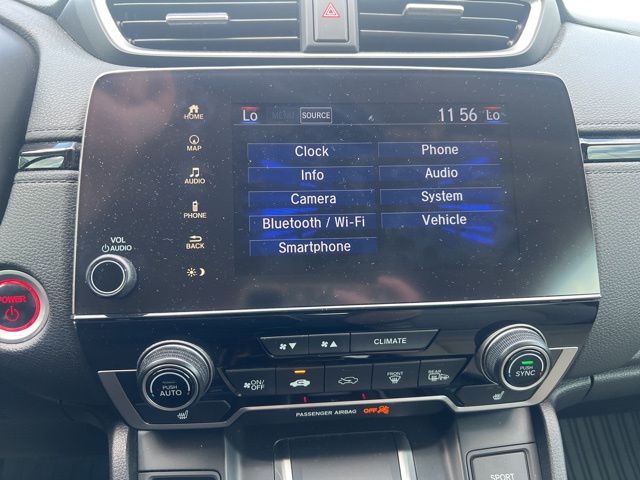 Lo MENU SOURCE 11 56 Lo
HOME
MAP
AUDIO
PHONE
BACK
Clock Phone
Info Audio
Camera System
Bluetooth / Wi-Fi Vehicle
Smartphone
VOL
AUDIO
POWER
CLIMATE
PUSH
AUTO
ON/
OFF
FRONT
REAR
PUSH
SYNC
PASSENGER AIRBAG OFF
SPORT